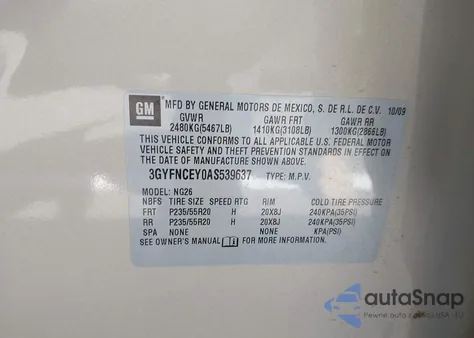 GM
MFD BY GENERAL MOTORS DE MEXICO, S. DE R.L. DE C.V. 10/09
GVWR GAWR FRT GAWR RR
2480KG(5467LB) 1410KG(3108LB) 1300KG(2866LB)
THIS VEHICLE CONFORMS TO ALL APPLICABLE U.S. FEDERAL MOTOR
VEHICLE SAFETY AND THEFT PREVENTION STANDARDS IN EFFECT ON
THE DATE OF MANUFACTURE SHOWN ABOVE.
3GYFNCEY0AS539637 TYPE: M.P.V.
MODEL: NG26
NBFS TIRE SIZE SPEED RTG RIM COLD TIRE PRESSURE
FRT P235/55R20 H 20X8J 240KPA(35PSI)
RR P235/55R20 H 20X8J 240KPA(35PSI)
SPA NONE NONE KPA(PSI)
SEE OWNER'S MANUAL FOR MORE INFORMATION.
autoSnap
Pewne auto z USA